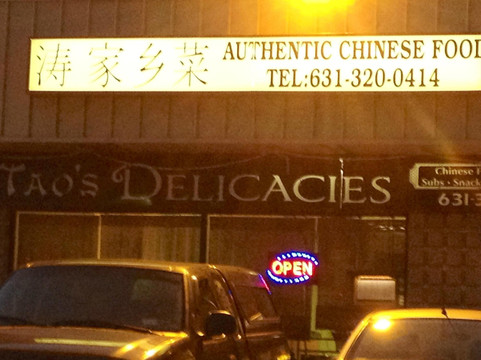 涛家乡菜 AUTHENTIC CHINESE FOOD
TEL:631-320-0414
TAO'S DELICACIES
Chinese F
Subs · Snack
631-3
OPEN